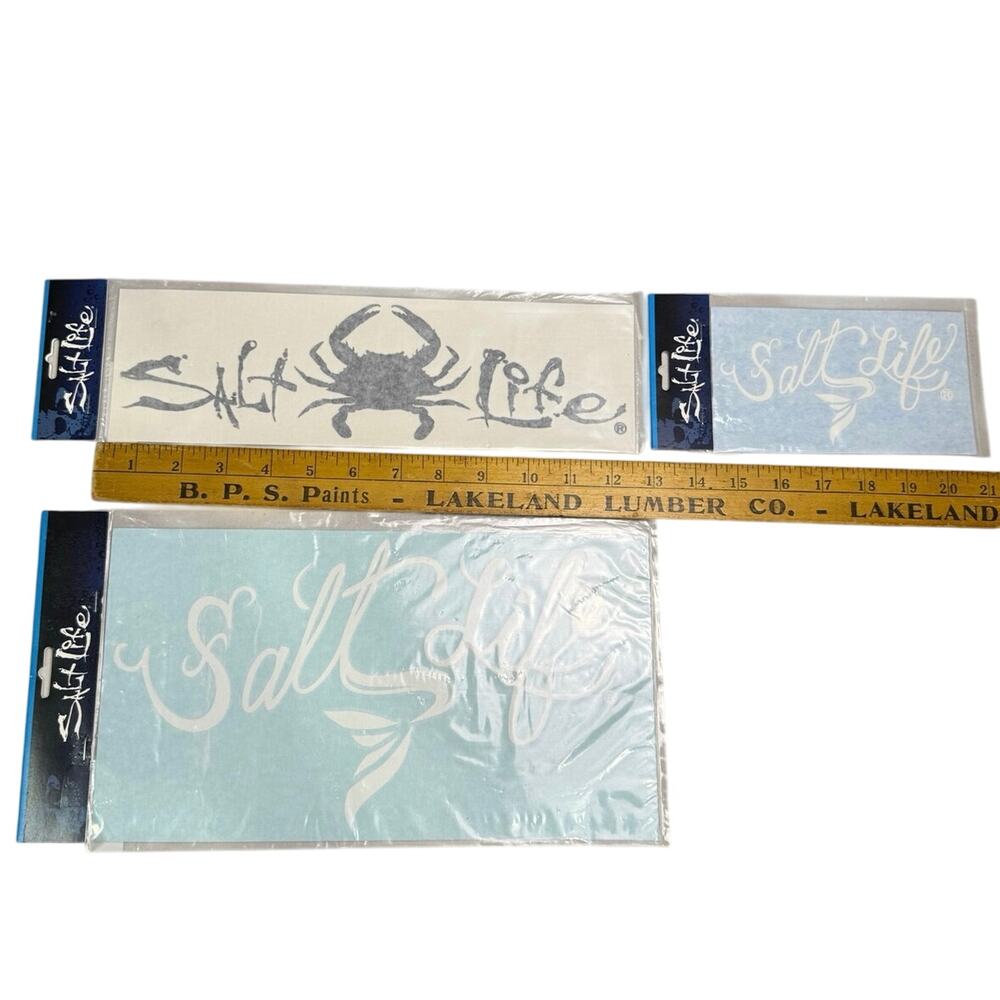 Salt Life
SALT Life®
Salt Life
Salt Life®
1 2 3 4 5 6 7 8 9 10 11 12 13 14 15 16 17 18 19 20 21
B. P. S. Paints - LAKELAND LUMBER CO. - LAKELAND
Salt Life
Salt Life